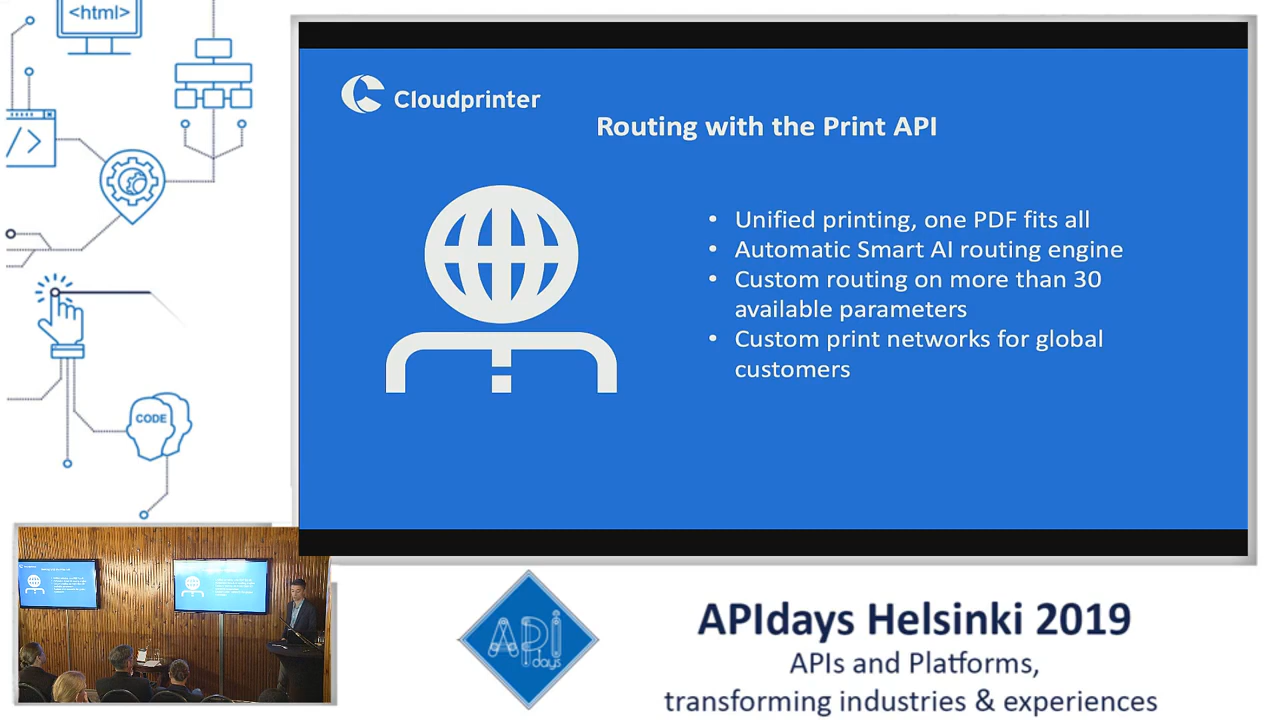 <html>
</>
CODE
Cloudprinter
Routing with the Print API
• Unified printing, one PDF fits all
• Automatic Smart AI routing engine
• Custom routing on more than 30
available parameters
• Custom print networks for global
customers
API
days
APIdays Helsinki 2019
APIs and Platforms,
transforming industries & experiences